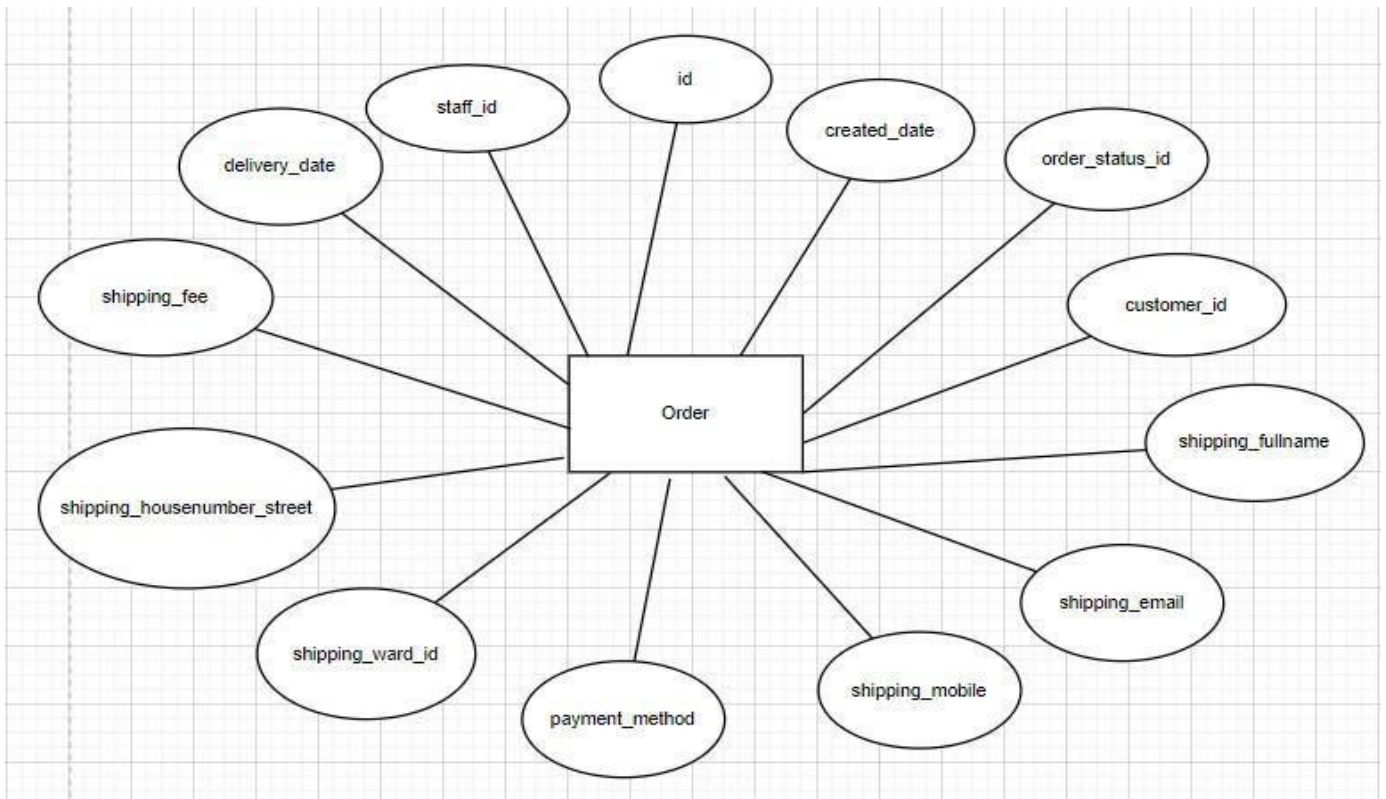 id
staff_id
created_date
order_status_id
delivery_date
shipping_fee
customer_id
Order
shipping_fullname
shipping_housenumber_street
shipping_email
shipping_ward_id
shipping_mobile
payment_method